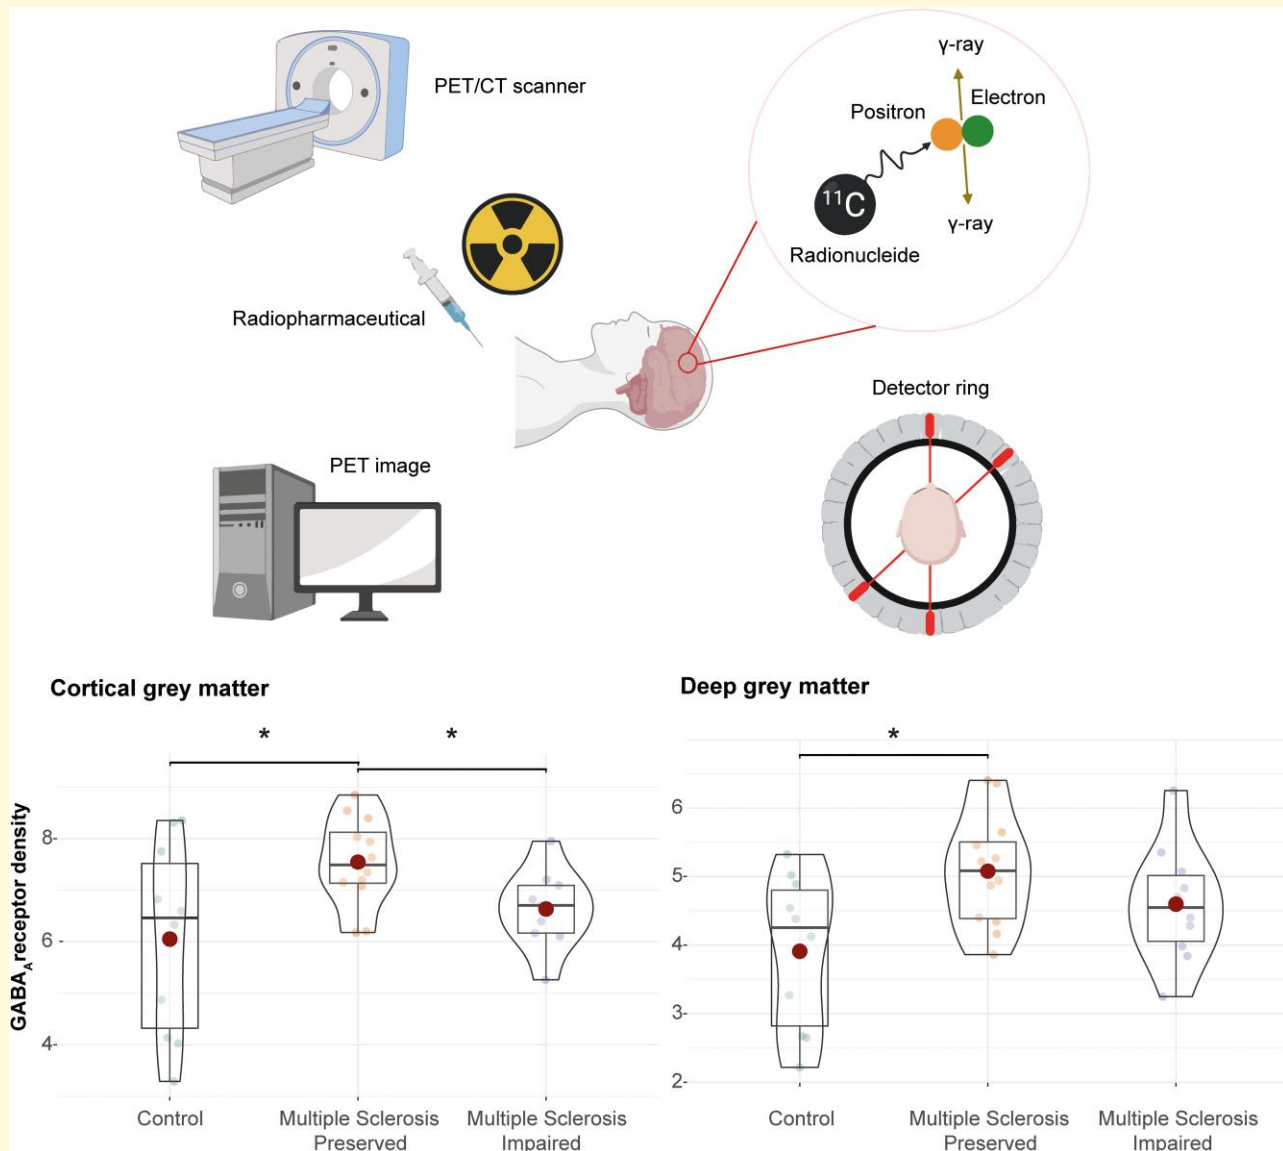 PET/CT scanner
γ-ray
Positron
Electron
¹¹C
γ-ray
Radionucleide
Radiopharmaceutical
Detector ring
PET image
Cortical grey matter
Deep grey matter
* *
*
GABA_A receptor density
8-
6-
4-
6-
5-
4-
3-
2-
Control
Multiple Sclerosis
Preserved
Multiple Sclerosis
Impaired
Control
Multiple Sclerosis
Preserved
Multiple Sclerosis
Impaired